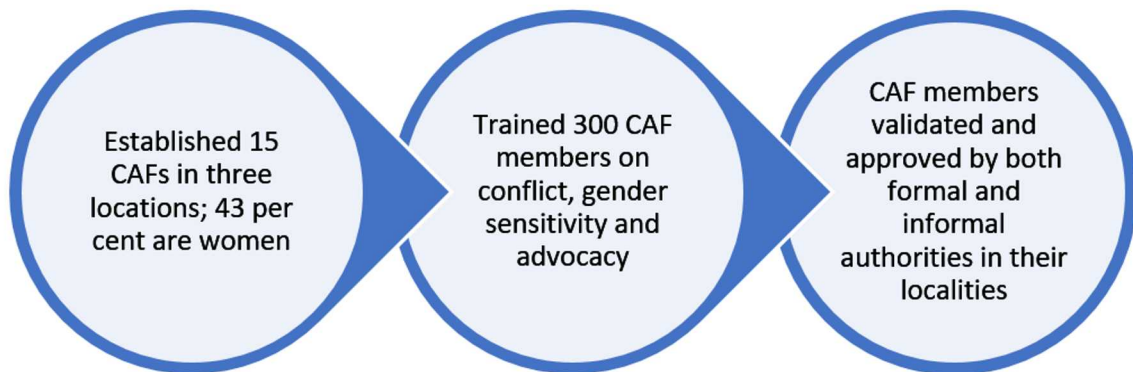 Established 15
CAFs in three
locations; 43 per
cent are women
Trained 300 CAF
members on
conflict, gender
sensitivity and
advocacy
CAF members
validated and
approved by both
formal and
informal
authorities in their
localities